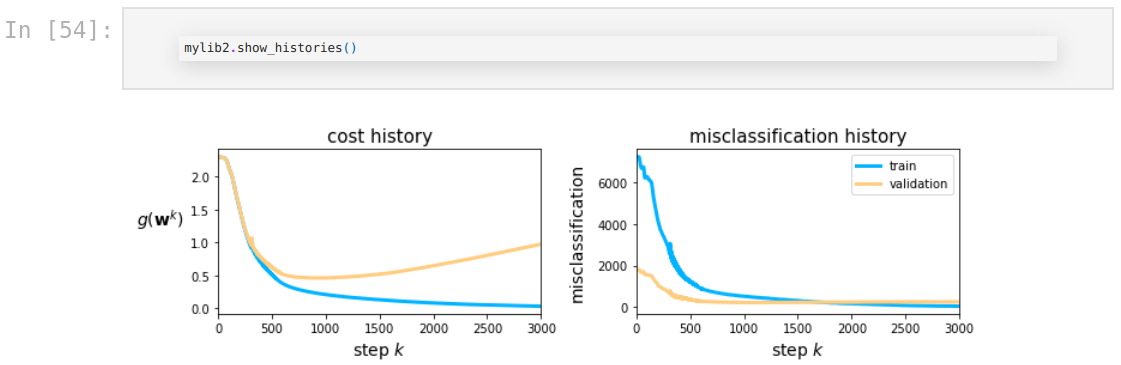 In [54]:
mylib2.show_histories()
cost history
misclassification history
g(w^k)
2.0
1.5
1.0
0.5
0.0
0 500 1000 1500 2000 2500 3000
step k
misclassification
6000
4000
2000
0
train
validation
0 500 1000 1500 2000 2500 3000
step k